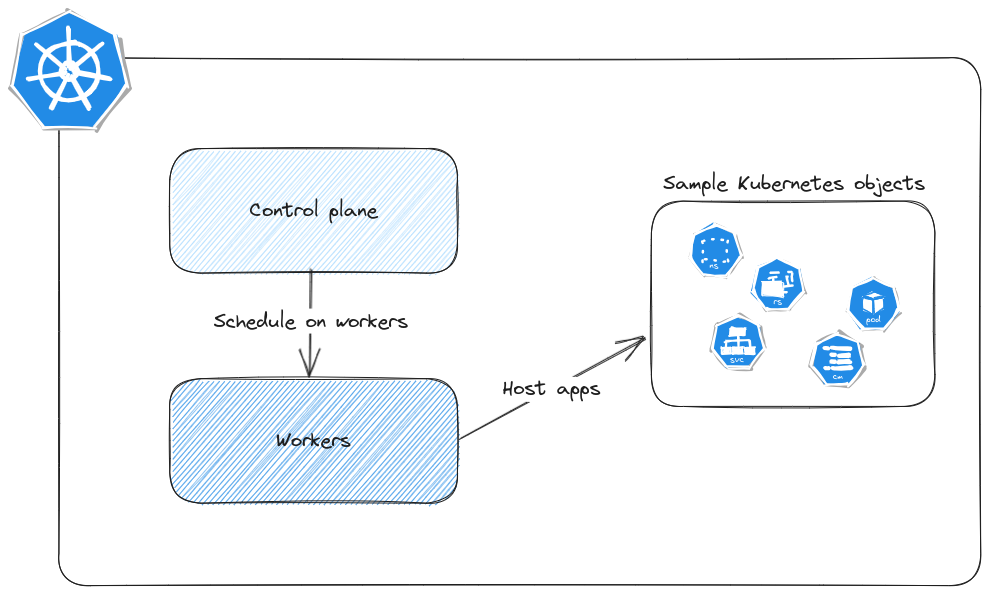 Sample Kubernetes objects
Control plane
ns
rs
pod
Schedule on workers
svc
cm
Host apps
Workers